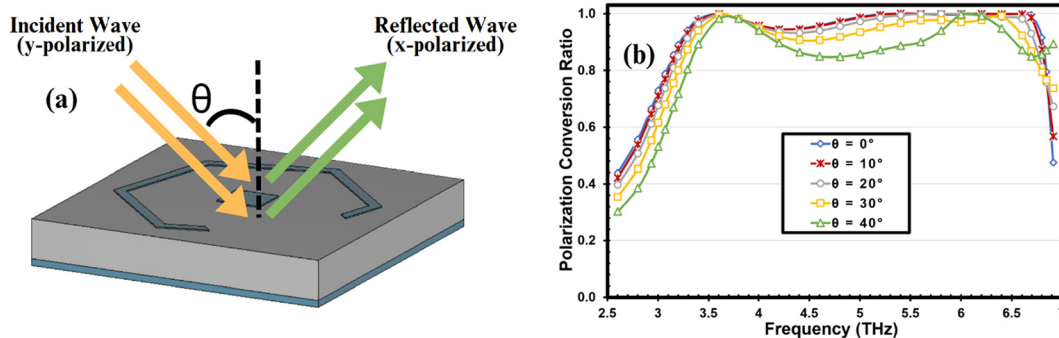 Incident Wave
(y-polarized)
Reflected Wave
(x-polarized)
(a)
θ
Polarization Conversion Ratio
1.0
0.8
0.6
0.4
0.2
0.0
(b)
θ = 0°
θ = 10°
θ = 20°
θ = 30°
θ = 40°
2.5 3 3.5 4 4.5 5 5.5 6 6.5
Frequency (THz)